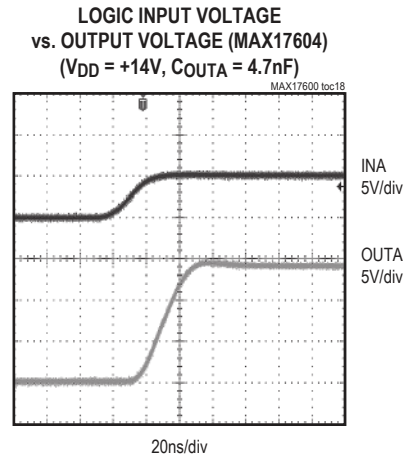 LOGIC INPUT VOLTAGE
vs. OUTPUT VOLTAGE (MAX17604)
(VDD = +14V, COUTA = 4.7nF)
MAX17600 toc18
T
INA
5V/div
OUTA
5V/div
20ns/div